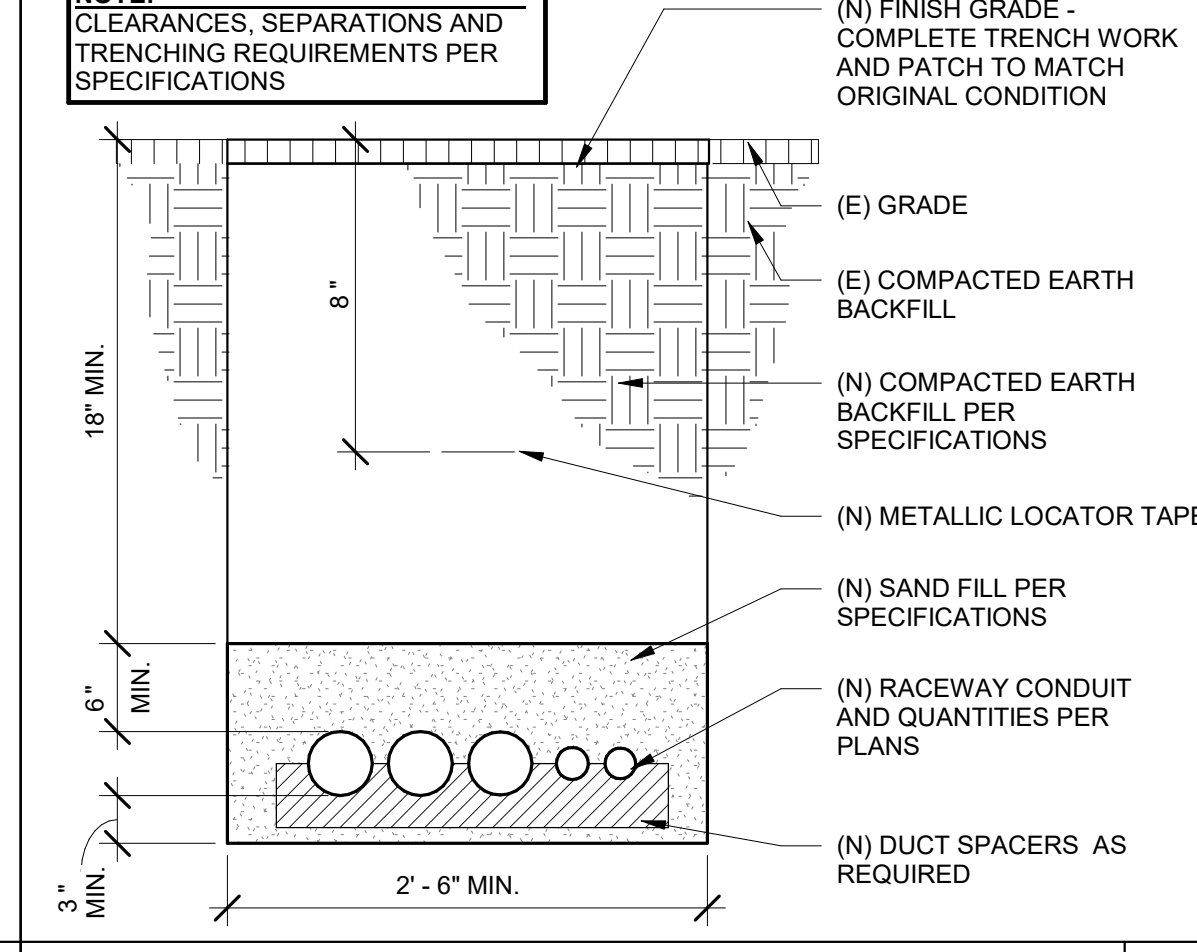 NOTE:
CLEARANCES, SEPARATIONS AND
TRENCHING REQUIREMENTS PER
SPECIFICATIONS
(N) FINISH GRADE -
COMPLETE TRENCH WORK
AND PATCH TO MATCH
ORIGINAL CONDITION
(E) GRADE
(E) COMPACTED EARTH
BACKFILL
8"
18" MIN.
(N) COMPACTED EARTH
BACKFILL PER
SPECIFICATIONS
(N) METALLIC LOCATOR TAPE
(N) SAND FILL PER
SPECIFICATIONS
6"
MIN.
(N) RACEWAY CONDUIT
AND QUANTITIES PER
PLANS
(N) DUCT SPACERS AS
REQUIRED
3"
MIN.
2' - 6" MIN.